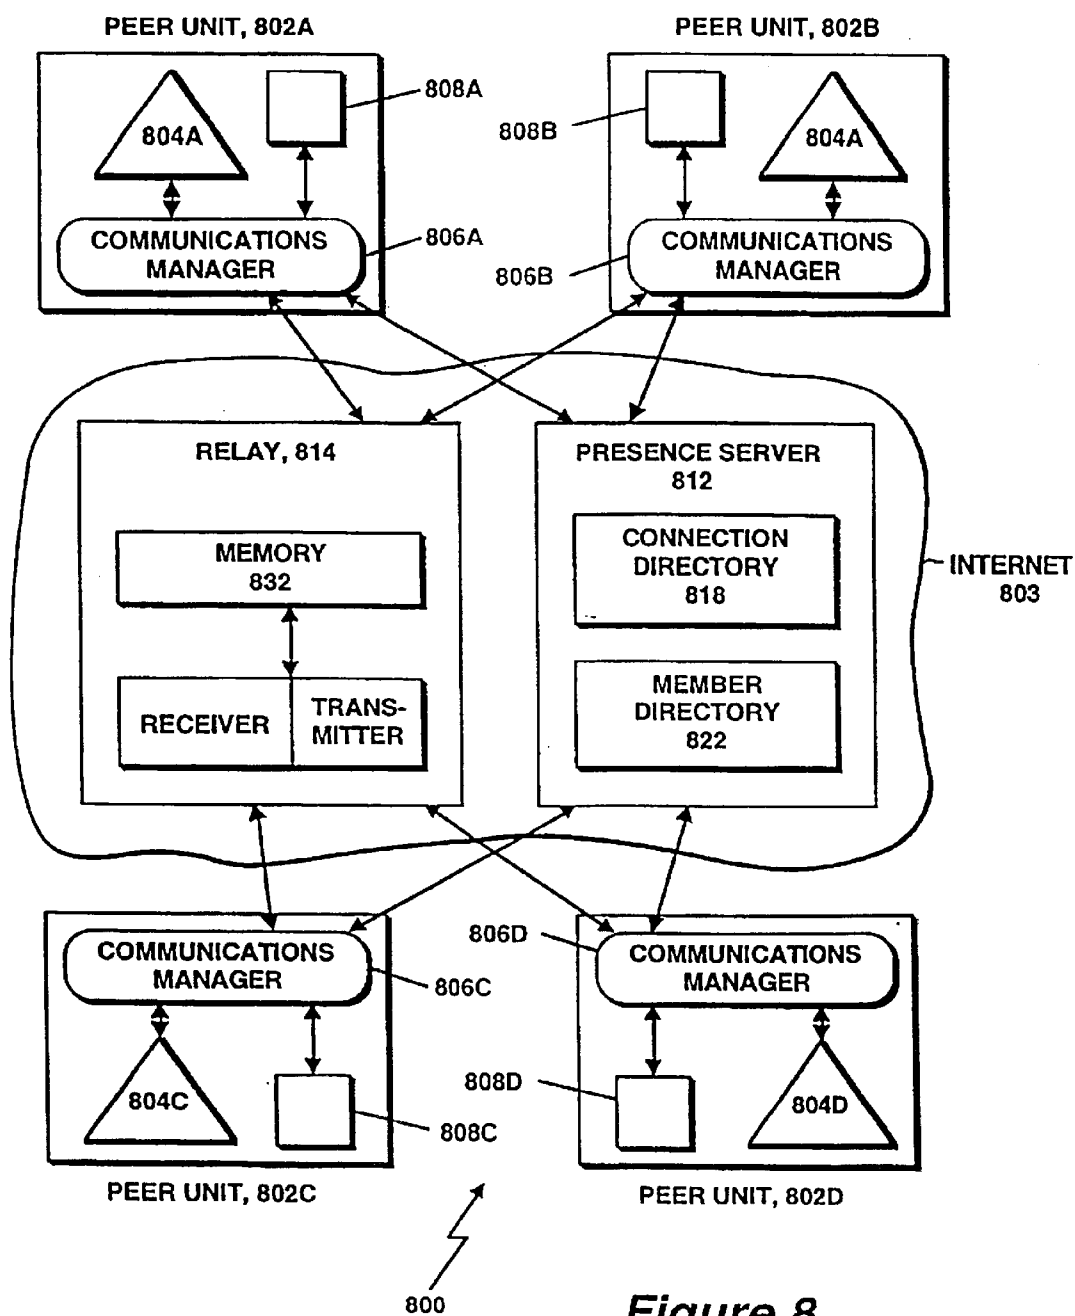 PEER UNIT, 802A
PEER UNIT, 802B
804A
808A
808B
804A
COMMUNICATIONS
MANAGER
806A
806B
COMMUNICATIONS
MANAGER
RELAY, 814
PRESENCE SERVER
812
MEMORY
832
CONNECTION
DIRECTORY
818
INTERNET
803
RECEIVER
TRANS-
MITTER
MEMBER
DIRECTORY
822
COMMUNICATIONS
MANAGER
806C
806D
COMMUNICATIONS
MANAGER
804C
808C
808D
804D
PEER UNIT, 802C
PEER UNIT, 802D
800
Figure 8